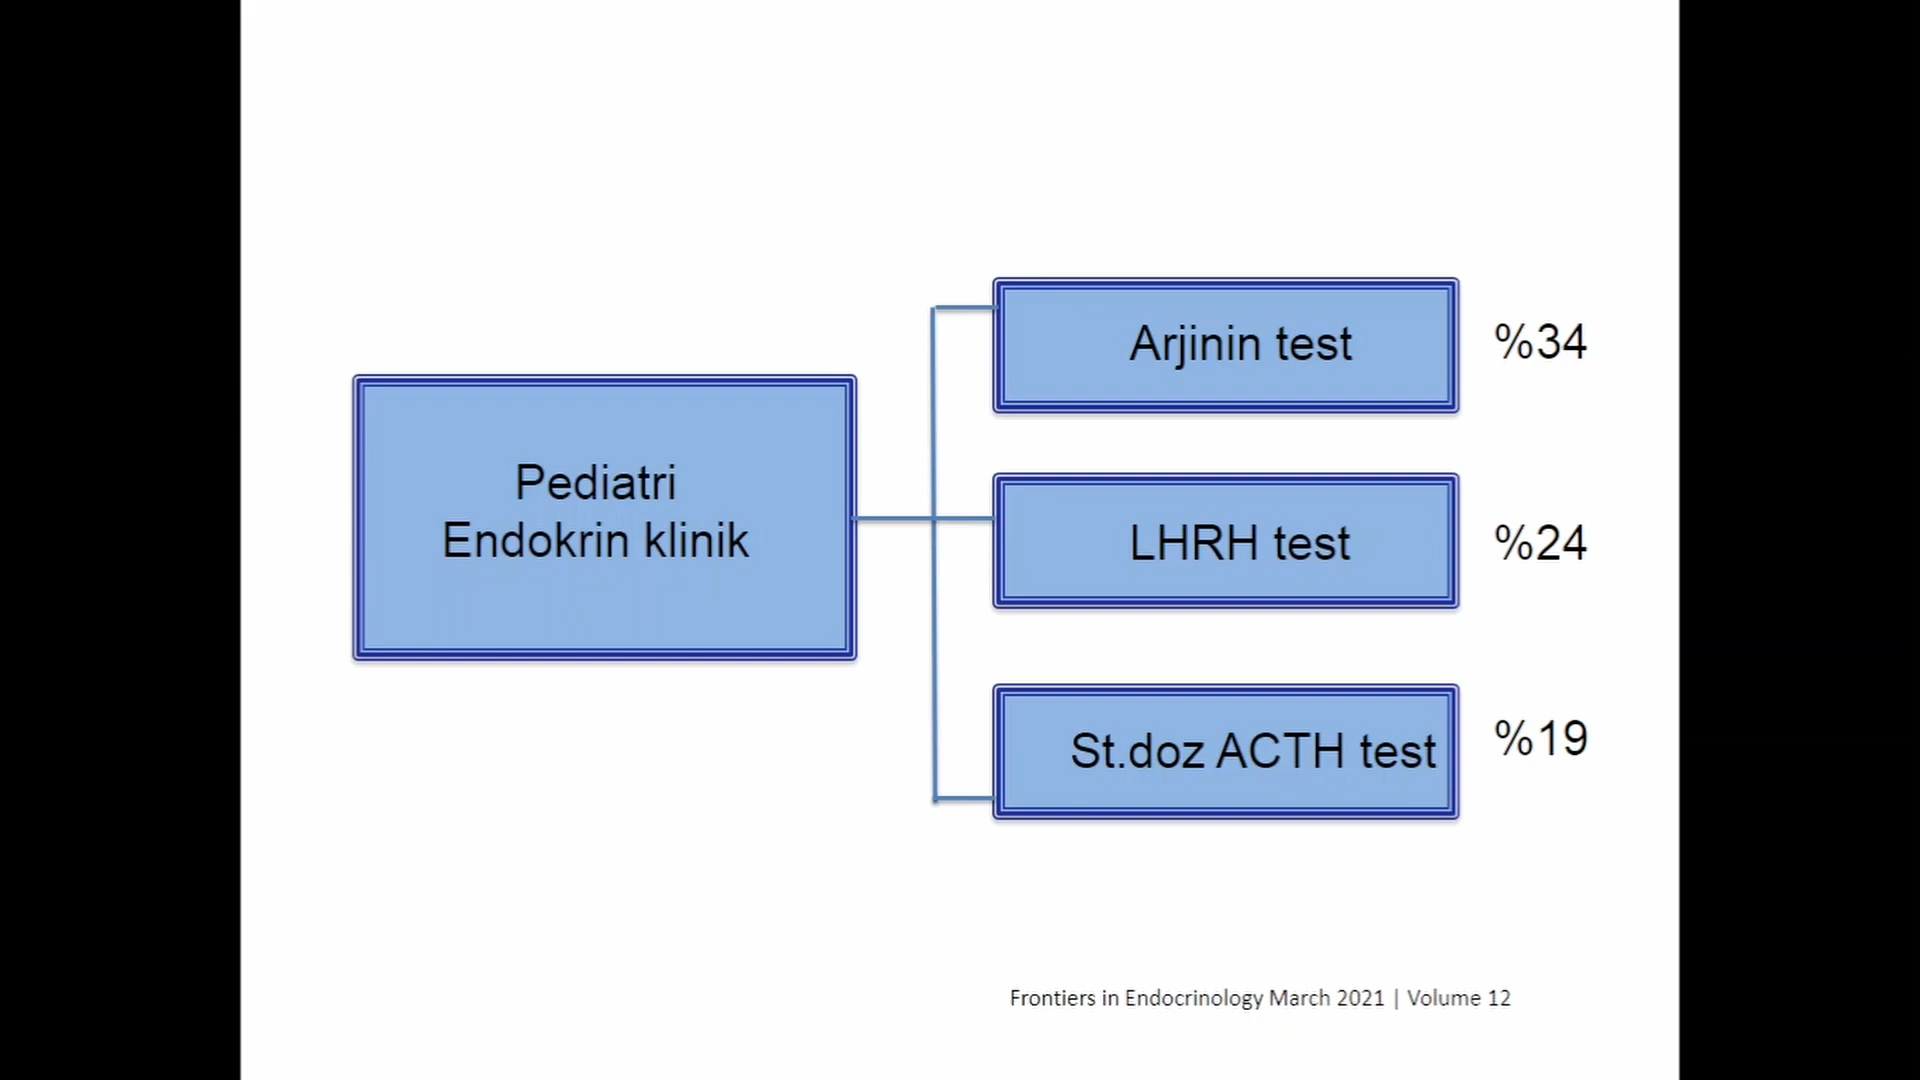 Pediatri
Endokrin klinik
Arjinin test
%34
LHRH test
%24
St.doz ACTH test
%19
Frontiers in Endocrinology March 2021 | Volume 12